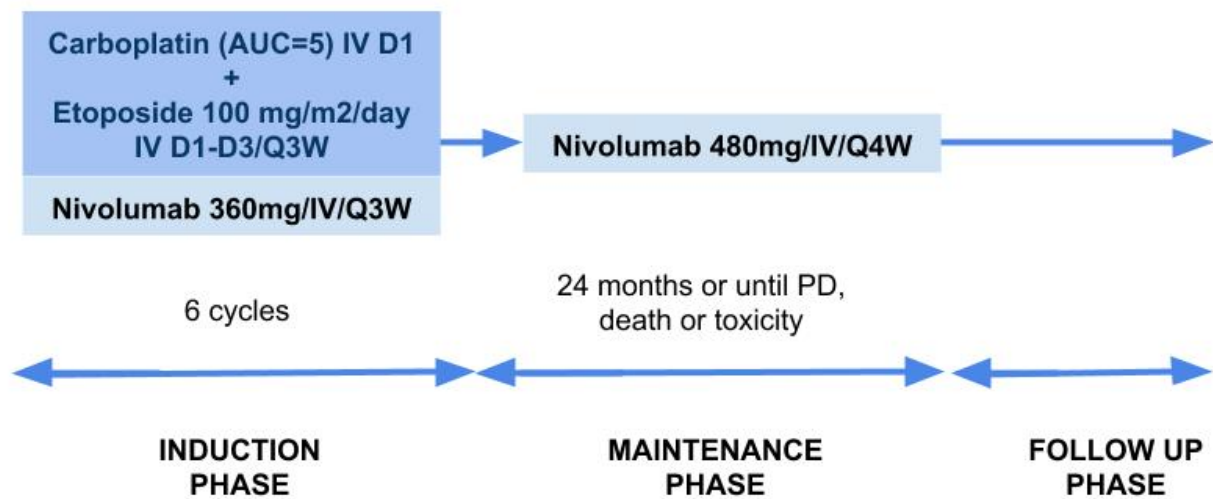 Carboplatin (AUC=5) IV D1
+
Etoposide 100 mg/m2/day
IV D1-D3/Q3W
Nivolumab 360mg/IV/Q3W
Nivolumab 480mg/IV/Q4W
6 cycles
24 months or until PD,
death or toxicity
INDUCTION
PHASE
MAINTENANCE
PHASE
FOLLOW UP
PHASE